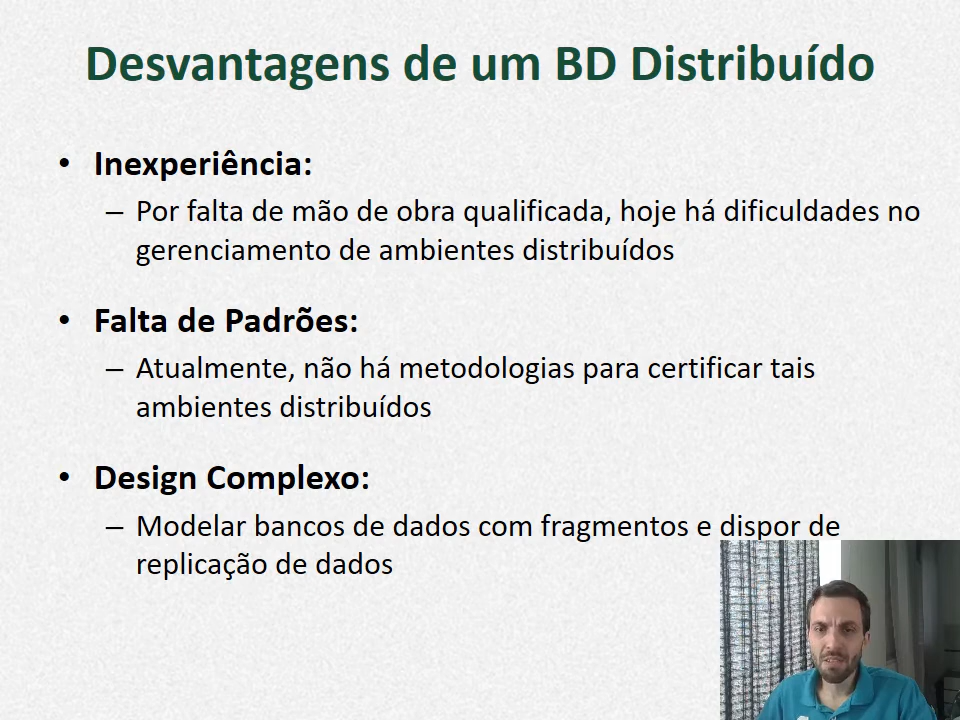 Desvantagens de um BD Distribuído
• Inexperiência:
– Por falta de mão de obra qualificada, hoje há dificuldades no
gerenciamento de ambientes distribuídos
• Falta de Padrões:
– Atualmente, não há metodologias para certificar tais
ambientes distribuídos
• Design Complexo:
– Modelar bancos de dados com fragmentos e dispor de
replicação de dados